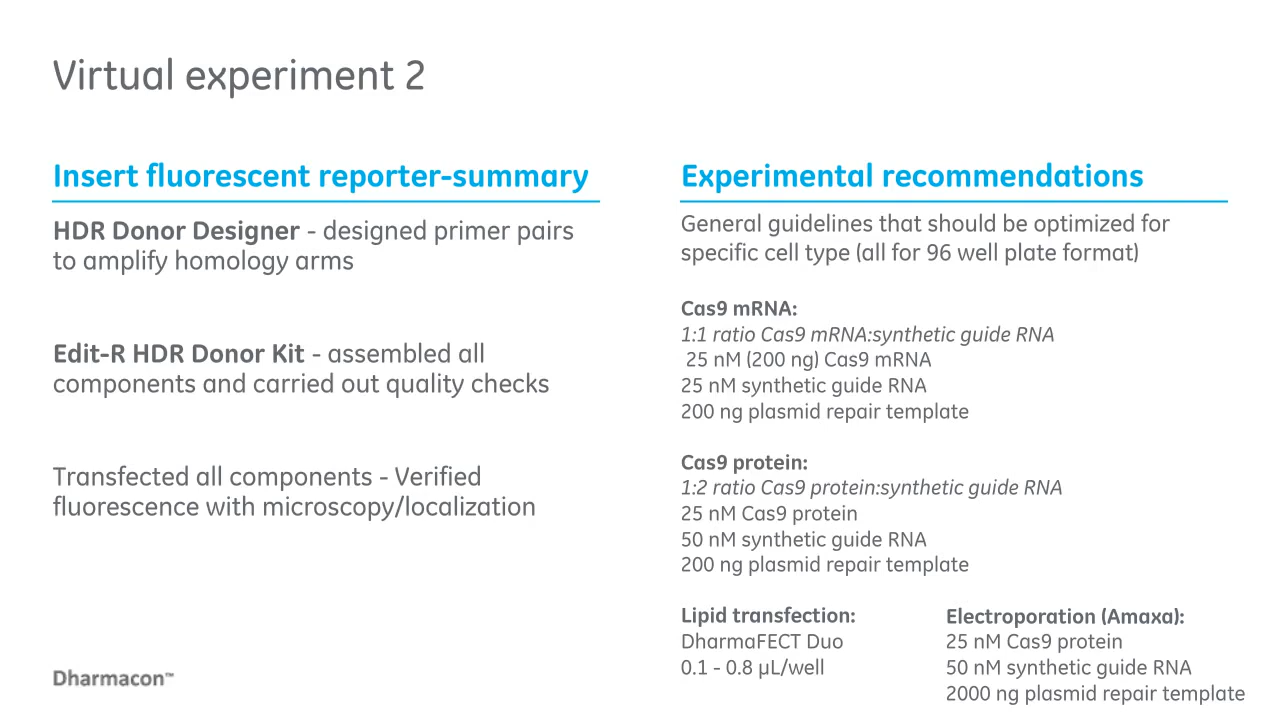 Virtual experiment 2
Insert fluorescent reporter-summary
HDR Donor Designer - designed primer pairs
to amplify homology arms
Edit-R HDR Donor Kit - assembled all
components and carried out quality checks
Transfected all components - Verified
fluorescence with microscopy/localization
Experimental recommendations
General guidelines that should be optimized for
specific cell type (all for 96 well plate format)
Cas9 mRNA:
1:1 ratio Cas9 mRNA:synthetic guide RNA
25 nM (200 ng) Cas9 mRNA
25 nM synthetic guide RNA
200 ng plasmid repair template
Cas9 protein:
1:2 ratio Cas9 protein:synthetic guide RNA
25 nM Cas9 protein
50 nM synthetic guide RNA
200 ng plasmid repair template
Lipid transfection:
DharmaFECT Duo
0.1 - 0.8 µL/well
Electroporation (Amaxa):
25 nM Cas9 protein
50 nM synthetic guide RNA
2000 ng plasmid repair template
Dharmacon™